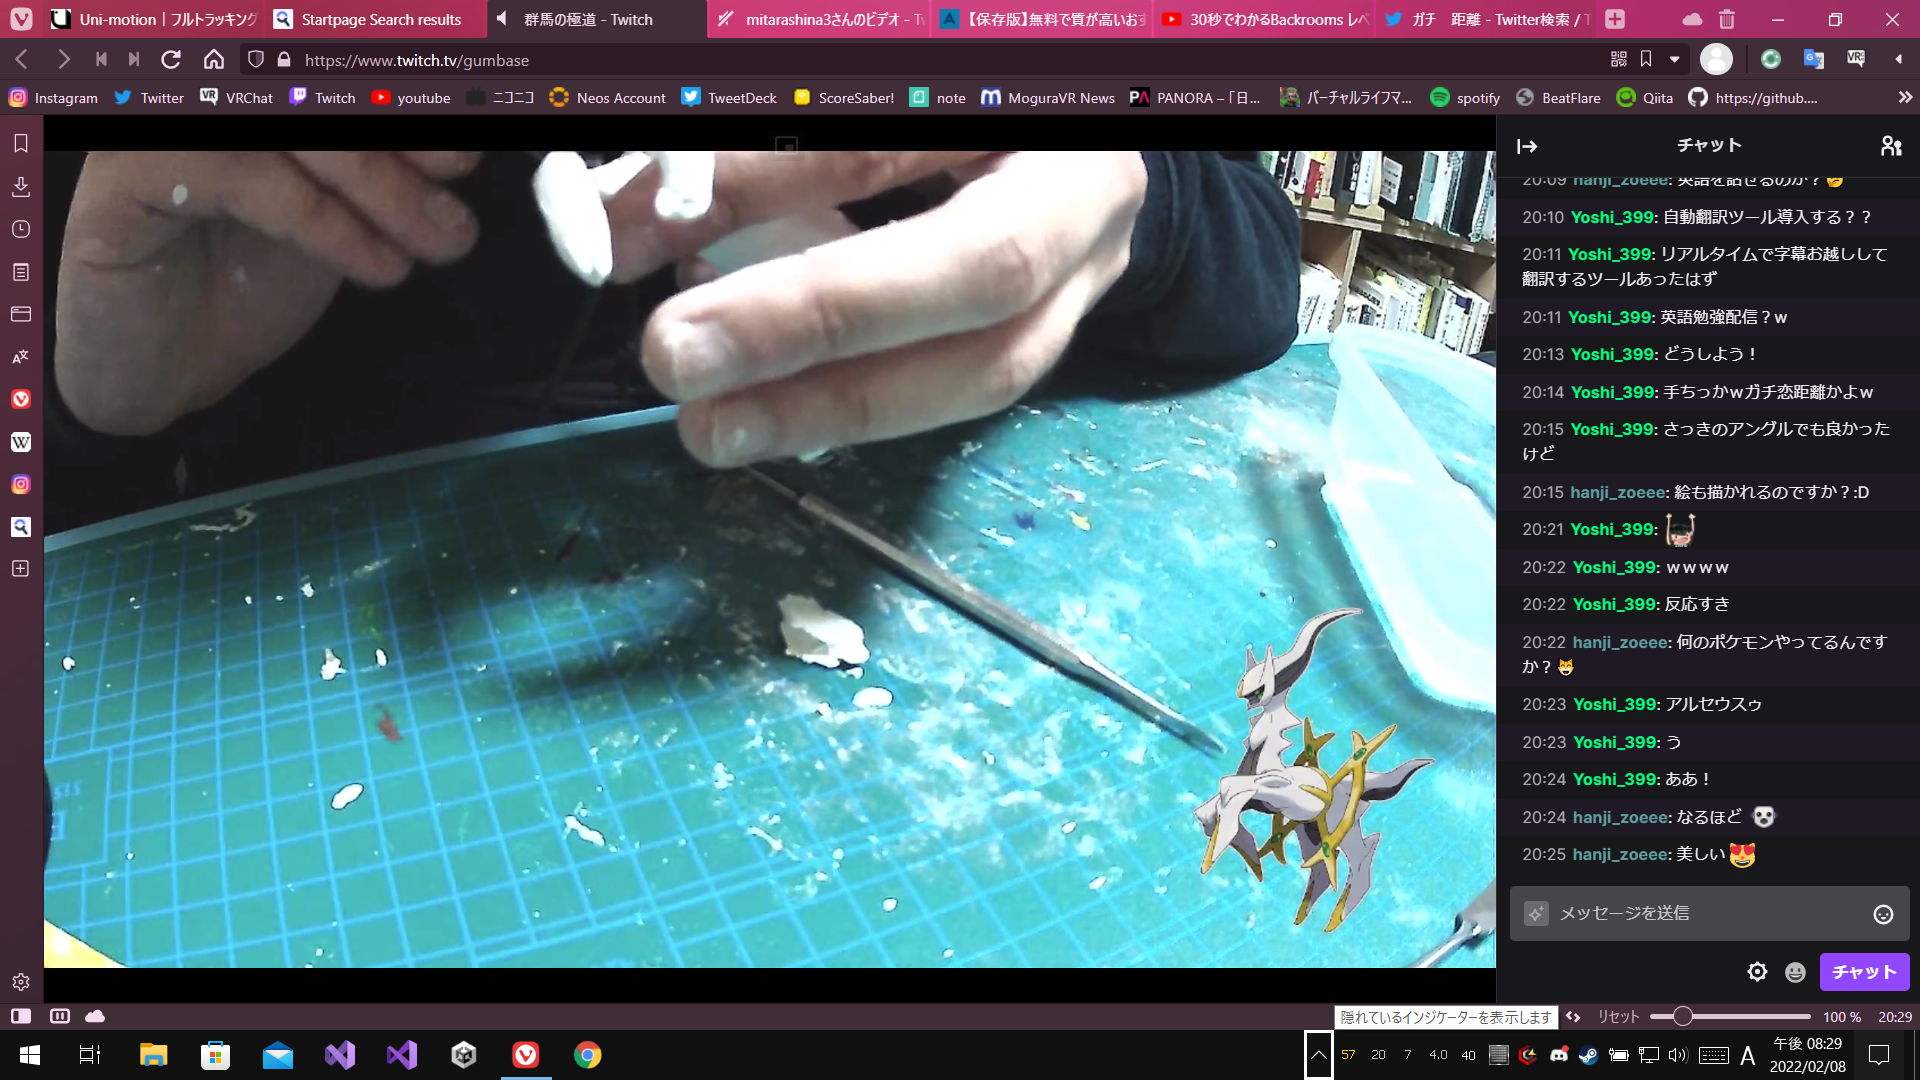 Uni-motion | フルトラッキング
Startpage Search results
群馬の極道 - Twitch
mitarashina3さんのビデオ - Tw
【保存版】無料で質が高いおす
30秒でわかるBackrooms レベ
ガチ 距離 - Twitter検索 / T
https://www.twitch.tv/gumbase
Instagram
Twitter
VRChat
Twitch
youtube
ニコニコ
Neos Account
TweetDeck
ScoreSaber!
note
MoguraVR News
PANORA – 「日...
バーチャルライフマ...
spotify
BeatFlare
Qiita
https://github....
チャット
20:09 hanji_zoeee: 英語を話せるのか？
20:10 Yoshi_399: 自動翻訳ツール導入する？？
20:11 Yoshi_399: リアルタイムで字幕お越しして
翻訳するツールあったはず
20:11 Yoshi_399: 英語勉強配信？w
20:13 Yoshi_399: どうしよう！
20:14 Yoshi_399: 手ちっかｗガチ恋距離かよｗ
20:15 Yoshi_399: さっきのアングルでも良かった
けど
20:15 hanji_zoeee: 絵も描かれるのですか？:D
20:21 Yoshi_399:
20:22 Yoshi_399: ｗｗｗｗ
20:22 Yoshi_399: 反応すき
20:22 hanji_zoeee: 何のポケモンやってるんです
か？
20:23 Yoshi_399: アルセウスゥ
20:23 Yoshi_399: う
20:24 Yoshi_399: ああ！
20:24 hanji_zoeee: なるほど
20:25 hanji_zoeee: 美しい
メッセージを送信
チャット
隠れているインジケーターを表示します
リセット
100 %
20:29
57 20 7 4.0 40
A
午後 08:29
2022/02/08